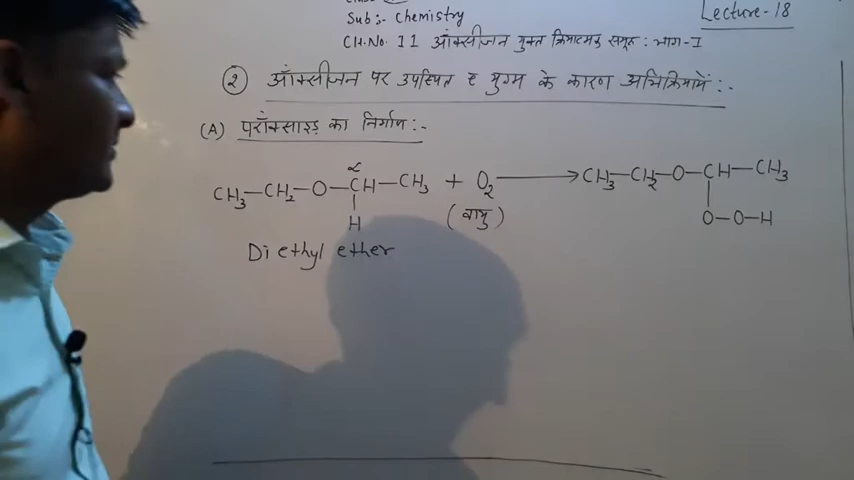 Sub:- Chemistry
Lecture-18
CH.No. 11 ऑक्सीजन युक्त क्रियात्मक समूह : भाग-I
(2) ऑक्सीजन पर उपस्थित e युग्म के कारण अभिक्रियायें :-
(A) परॉक्साइड का निर्माण :-
CH3—CH2—O—CH—CH3 + O2 ⟶ CH3—CH2—O—CH—CH3
α
H
(वायु)
O—O—H
Diethyl ether